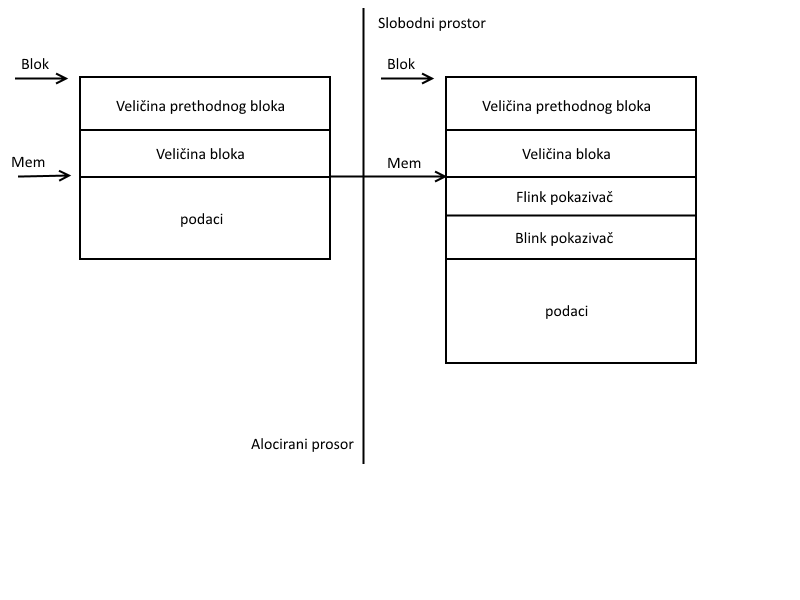 Slobodni prostor
Blok
Veličina prethodnog bloka
Veličina bloka
Mem
podaci
Alocirani prosor
Blok
Veličina prethodnog bloka
Veličina bloka
Mem
Flink pokazivač
Blink pokazivač
podaci